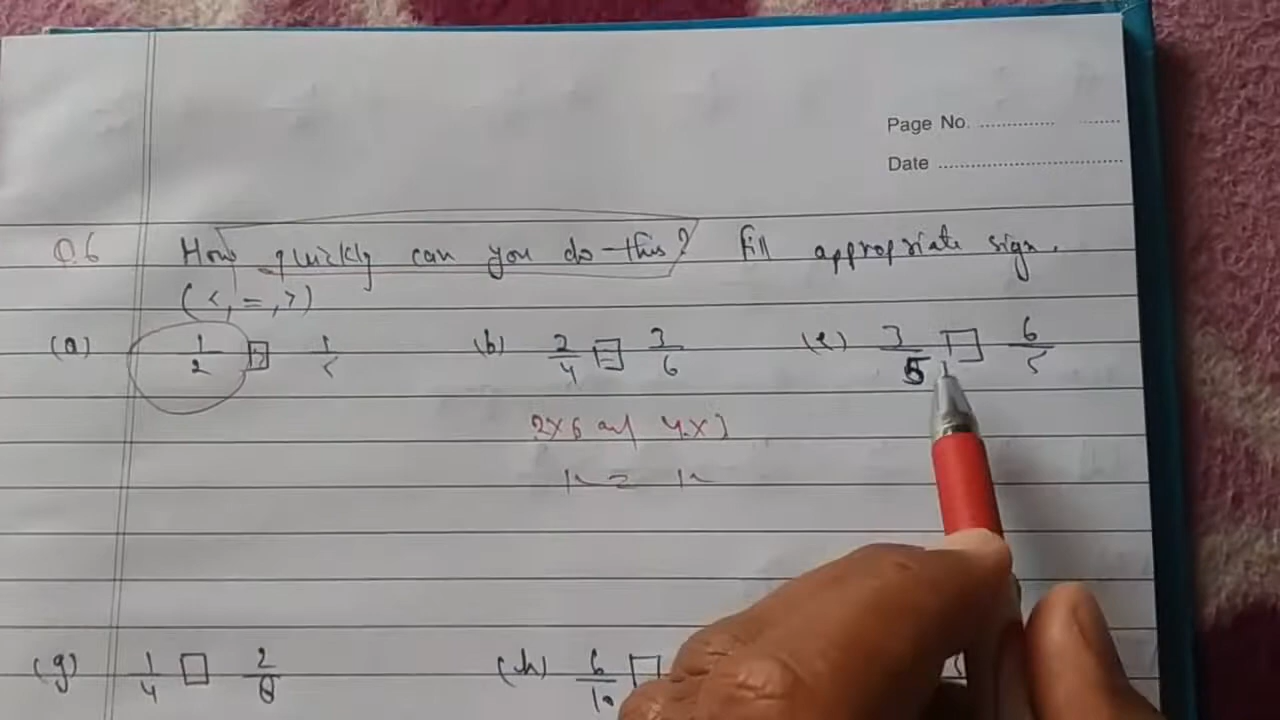 Page No. ..............  ........
Date ......................................
Q.6 How quickly can you do this? Fill appropriate sign.
(<, =, >)
(a) 1/2 > 1/5 (b) 2/4 = 3/6 (c) 3/5 □ 6/5
2×6 and 4×3
12 = 12
(g) 1/4 □ 2/8 (h) 6/10 □